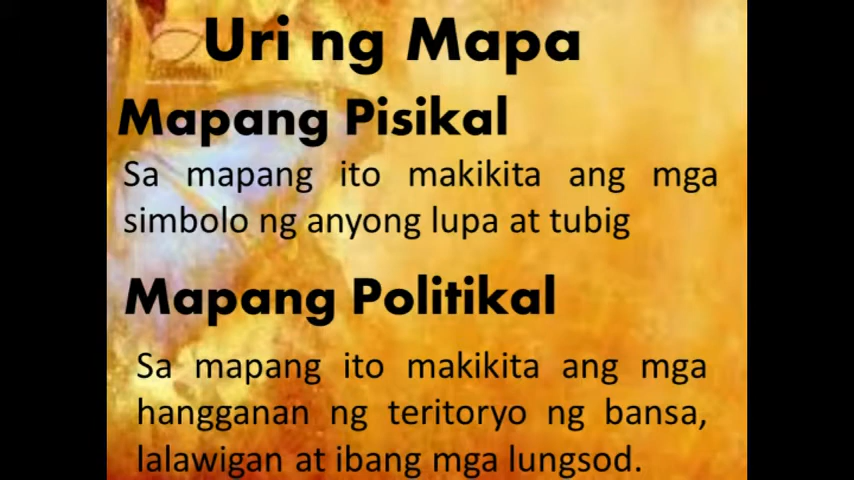 Uri ng Mapa
Mapang Pisikal
Sa mapang ito makikita ang mga
simbolo ng anyong lupa at tubig
Mapang Politikal
Sa mapang ito makikita ang mga
hangganan ng teritoryo ng bansa,
lalawigan at ibang mga lungsod.